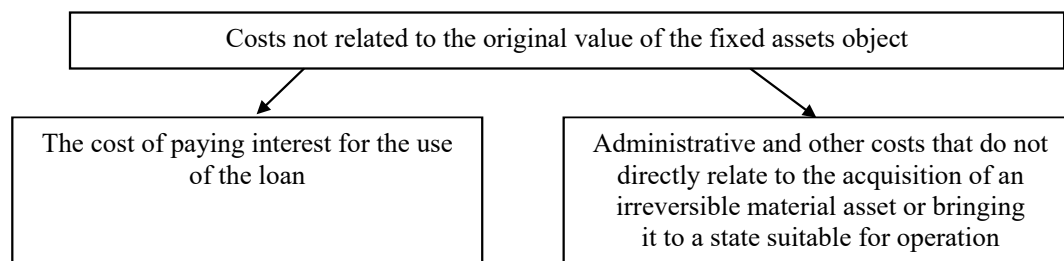 Costs not related to the original value of the fixed assets object
The cost of paying interest for the use
of the loan
Administrative and other costs that do not
directly relate to the acquisition of an
irreversible material asset or bringing
it to a state suitable for operation